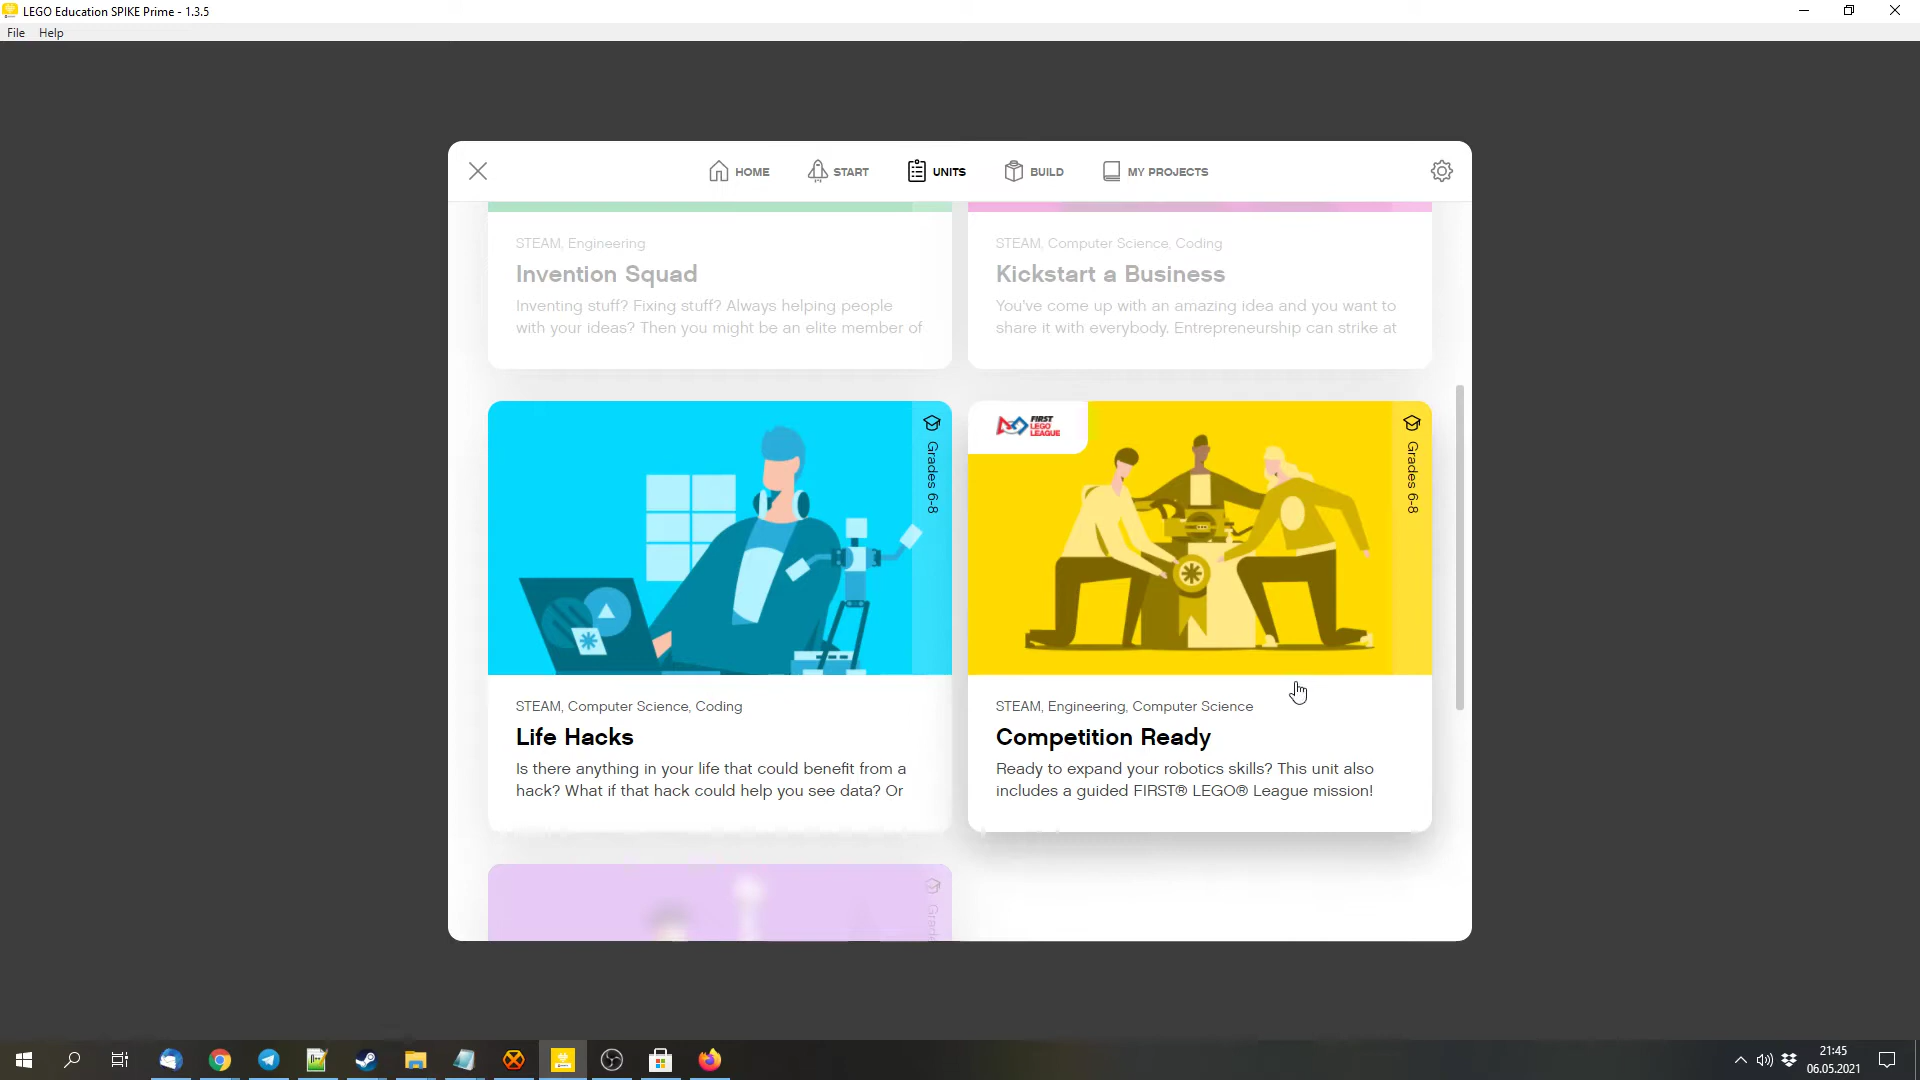 LEGO Education SPIKE Prime - 1.3.5
File Help
HOME START UNITS BUILD MY PROJECTS
STEAM, Engineering
Invention Squad
Inventing stuff? Fixing stuff? Always helping people
with your ideas? Then you might be an elite member of
STEAM, Computer Science, Coding
Kickstart a Business
You've come up with an amazing idea and you want to
share it with everybody. Entrepreneurship can strike at
Grades 6-8
STEAM, Computer Science, Coding
Life Hacks
Is there anything in your life that could benefit from a
hack? What if that hack could help you see data? Or
FIRST
LEGO
LEAGUE
Grades 6-8
STEAM, Engineering, Computer Science
Competition Ready
Ready to expand your robotics skills? This unit also
includes a guided FIRST® LEGO® League mission!
21:45
06.05.2021